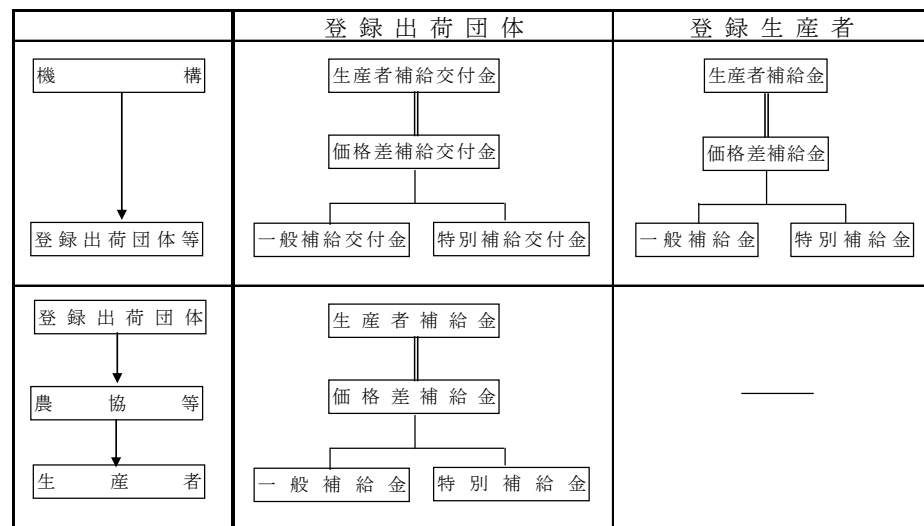 登録出荷団体
登録生産者
機構
生産者補給交付金
生産者補給金
価格差補給交付金
価格差補給金
登録出荷団体等
一般補給交付金
特別補給交付金
一般補給金
特別補給金
登録出荷団体
生産者補給金
農協等
価格差補給金
生産者
一般補給金
特別補給金